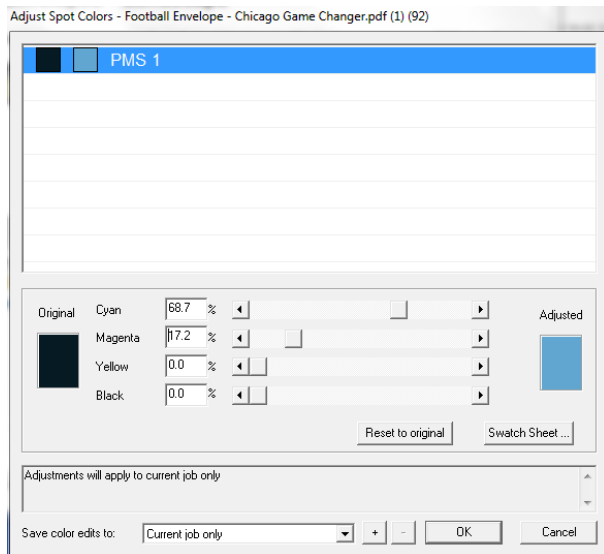 Adjust Spot Colors - Football Envelope - Chicago Game Changer.pdf (1) (92)
PMS 1
Original
Adjusted
Cyan 68.7 %
Magenta 17.2 %
Yellow 0.0 %
Black 0.0 %
Reset to original Swatch Sheet ...
Adjustments will apply to current job only
Save color edits to: Current job only + - OK Cancel